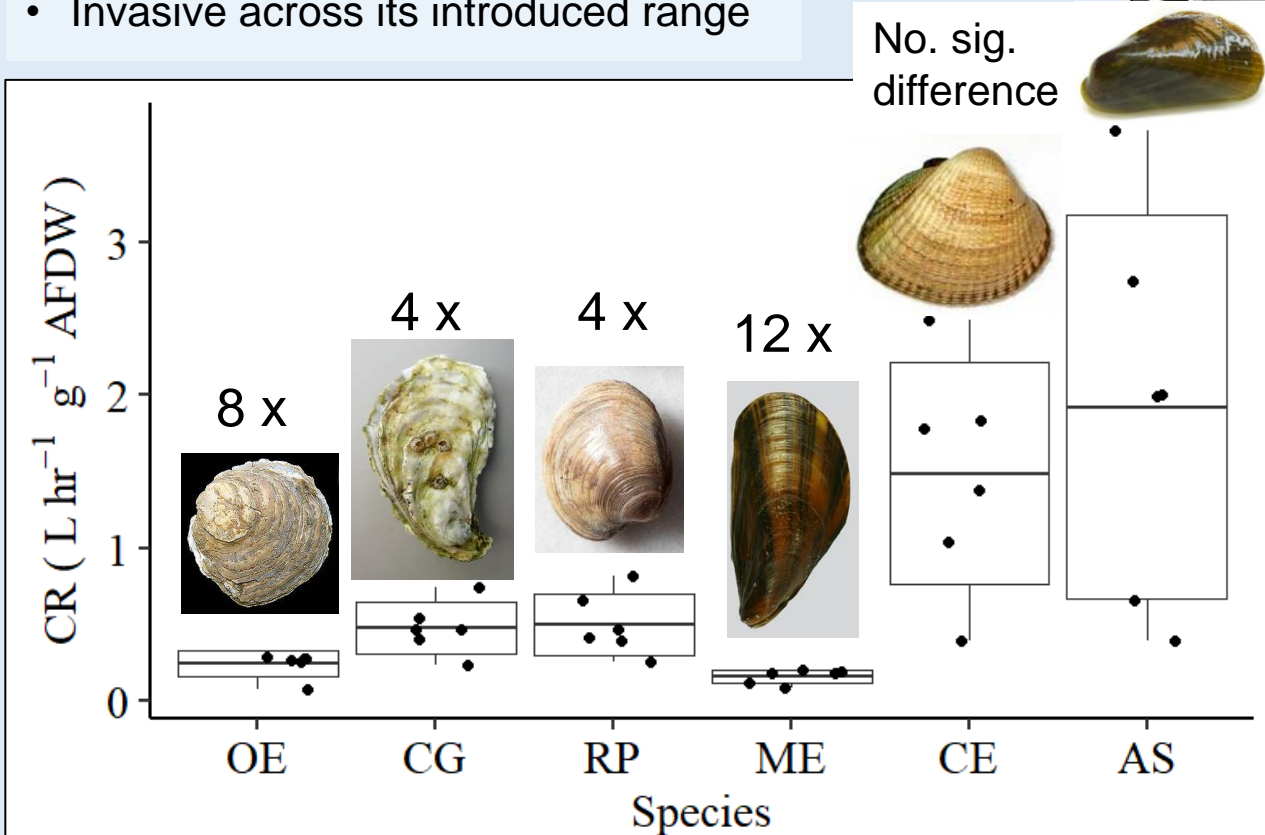 • Invasive across its introduced range
No. sig.
difference
CR ( L hr⁻¹ g⁻¹ AFDW )
3
2
1
0
8 x
4 x
4 x
12 x
OE CG RP ME CE AS
Species